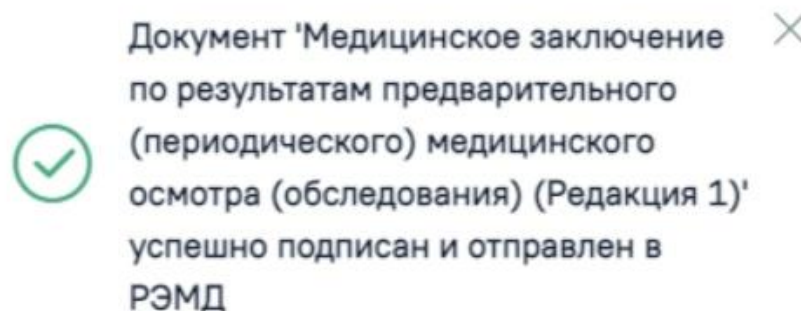 Документ 'Медицинское заключение
по результатам предварительного
(периодического) медицинского
осмотра (обследования) (Редакция 1)'
успешно подписан и отправлен в
РЭМД